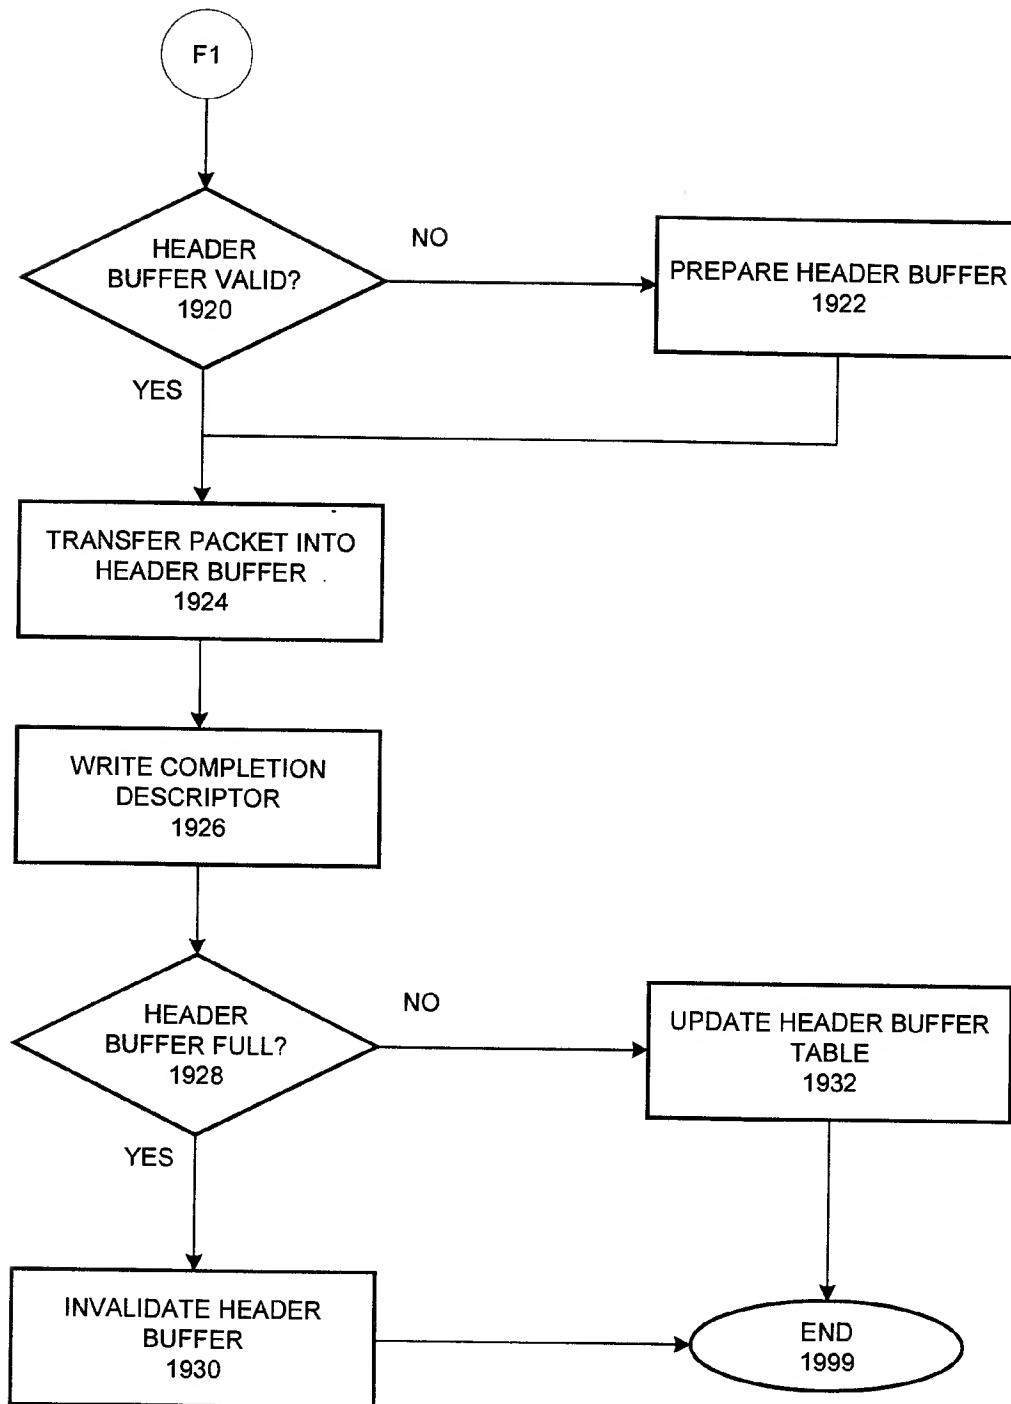 F1
HEADER
BUFFER VALID?
1920
NO
PREPARE HEADER BUFFER
1922
YES
TRANSFER PACKET INTO
HEADER BUFFER
1924
WRITE COMPLETION
DESCRIPTOR
1926
HEADER
BUFFER FULL?
1928
NO
UPDATE HEADER BUFFER
TABLE
1932
YES
INVALIDATE HEADER
BUFFER
1930
END
1999